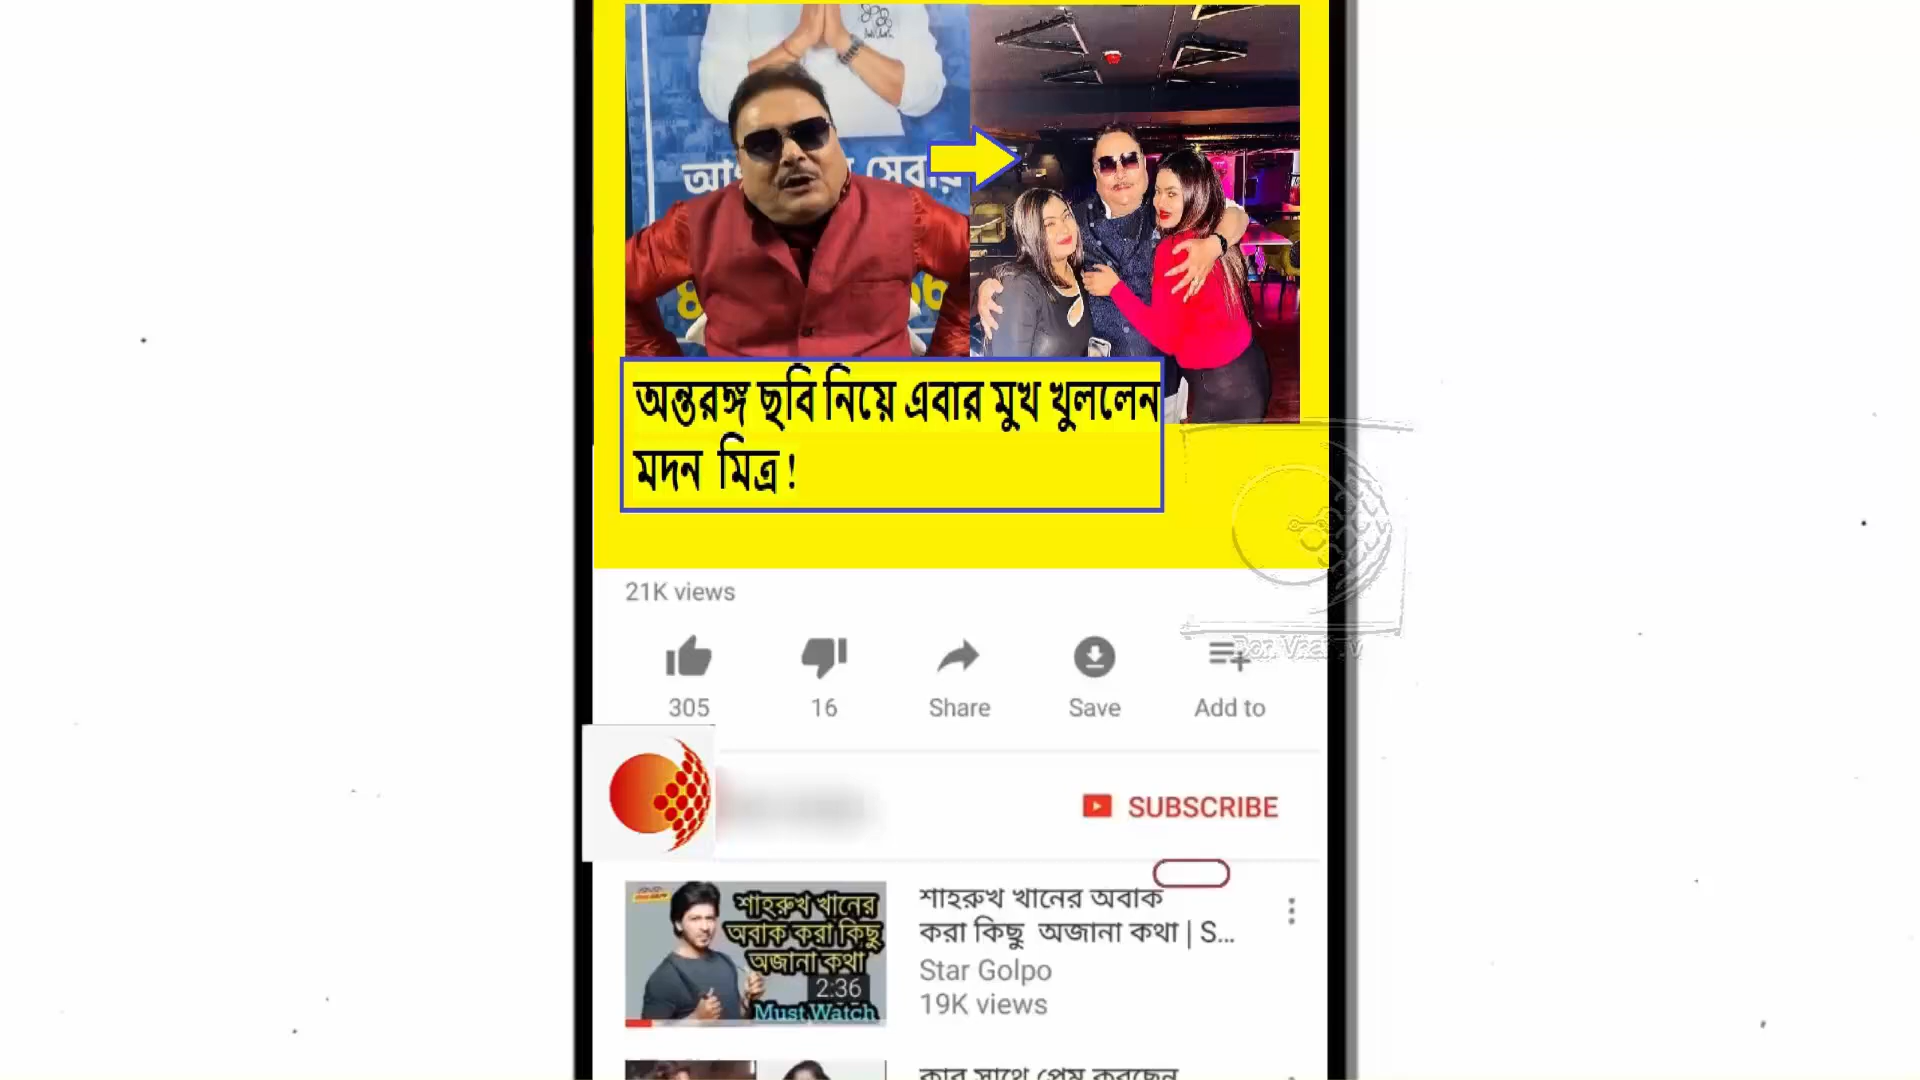 সেবায়
অন্তরঙ্গ ছবি নিয়ে এবার মুখ খুললেন
মদন মিত্র!
21K views
305
16
Share
Save
Add to
SUBSCRIBE
শাহরুখ খানের
অবাক করা কিছু
অজানা কথা
2:36
Must Watch
শাহরুখ খানের অবাক
করা কিছু অজানা কথা | S...
Star Golpo
19K views
কার সাথে প্রেম করছেন